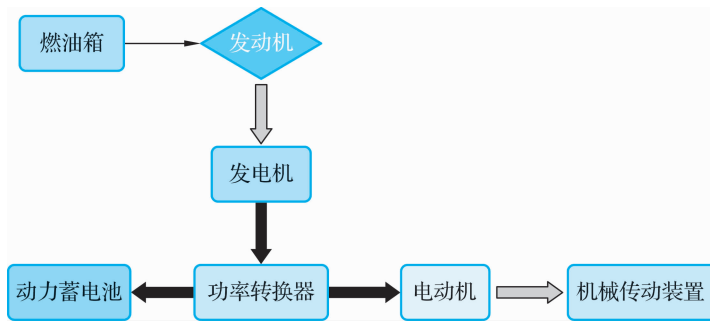 燃油箱
发动机
发电机
动力蓄电池
功率转换器
电动机
机械传动装置